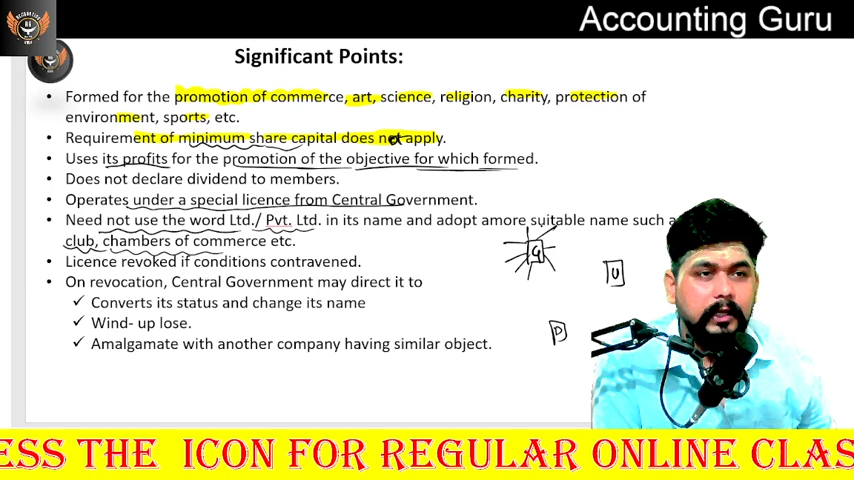 Accounting Guru
Significant Points:
• Formed for the promotion of commerce, art, science, religion, charity, protection of
environment, sports, etc.
• Requirement of minimum share capital does not apply.
• Uses its profits for the promotion of the objective for which formed.
• Does not declare dividend to members.
• Operates under a special licence from Central Government.
• Need not use the word Ltd./ Pvt. Ltd. in its name and adopt amore suitable name such a
club, chambers of commerce etc.
G
• Licence revoked if conditions contravened.
U
• On revocation, Central Government may direct it to
✓ Converts its status and change its name
✓ Wind- up lose.
D
✓ Amalgamate with another company having similar object.
ESS THE ICON FOR REGULAR ONLINE CLAS